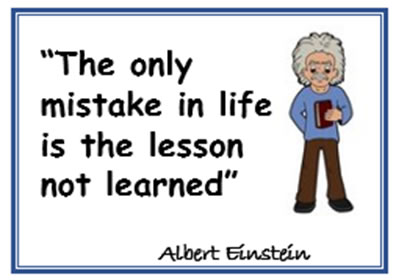 “The only
mistake in life
is the lesson
not learned”
Albert Einstein